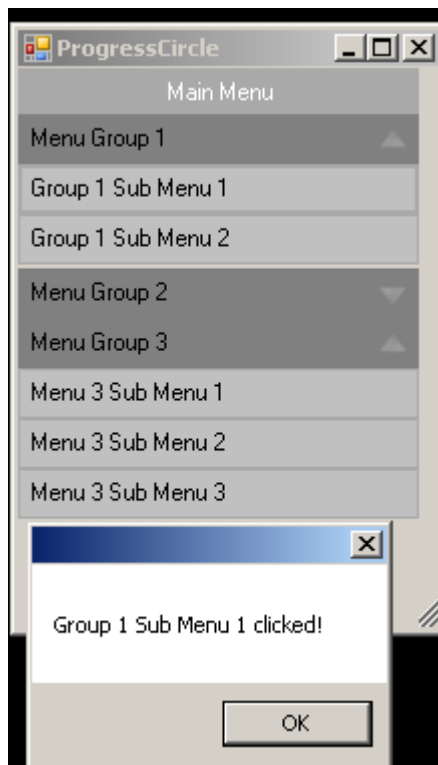 ProgressCircle
Main Menu
Menu Group 1
Group 1 Sub Menu 1
Group 1 Sub Menu 2
Menu Group 2
Menu Group 3
Menu 3 Sub Menu 1
Menu 3 Sub Menu 2
Menu 3 Sub Menu 3
Group 1 Sub Menu 1 clicked!
OK